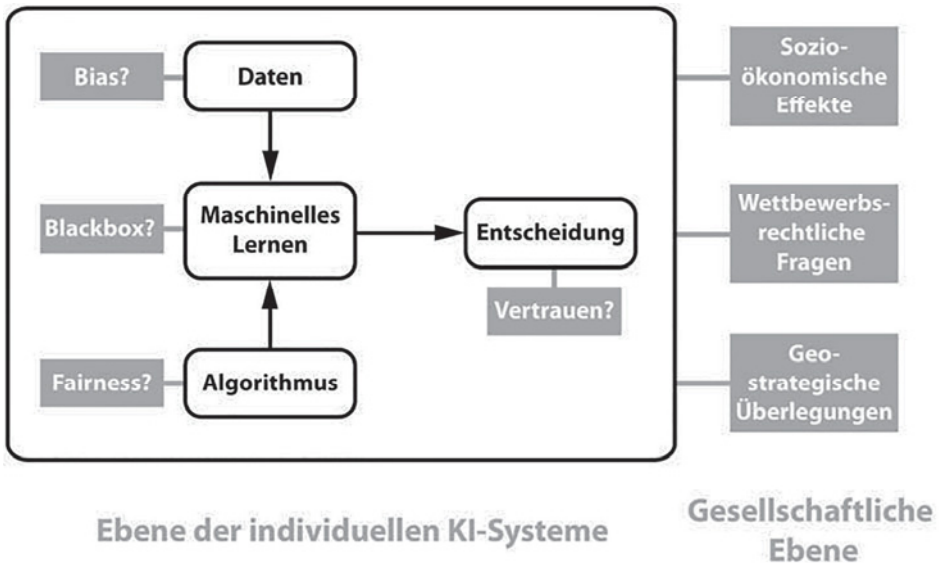 Bias?
Daten
Blackbox?
Maschinelles
Lernen
Entscheidung
Vertrauen?
Fairness?
Algorithmus
Sozio-
ökonomische
Effekte
Wettbewerbs-
rechtliche
Fragen
Geo-
strategische
Überlegungen
Ebene der individuellen KI-Systeme
Gesellschaftliche
Ebene